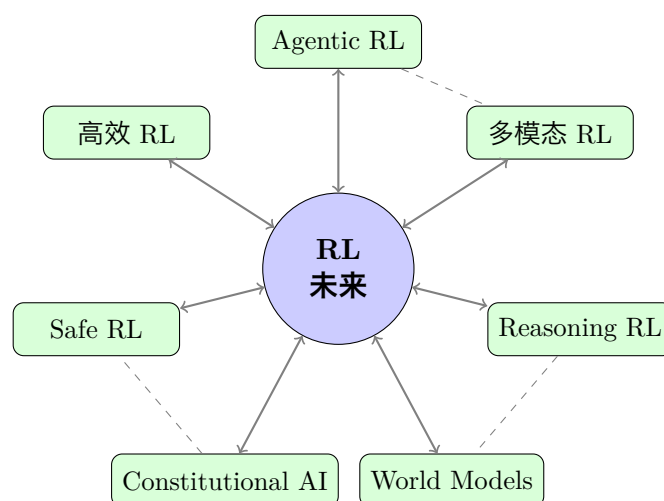 Agentic RL
高效 RL
多模态 RL
RL
未来
Safe RL
Reasoning RL
Constitutional AI
World Models